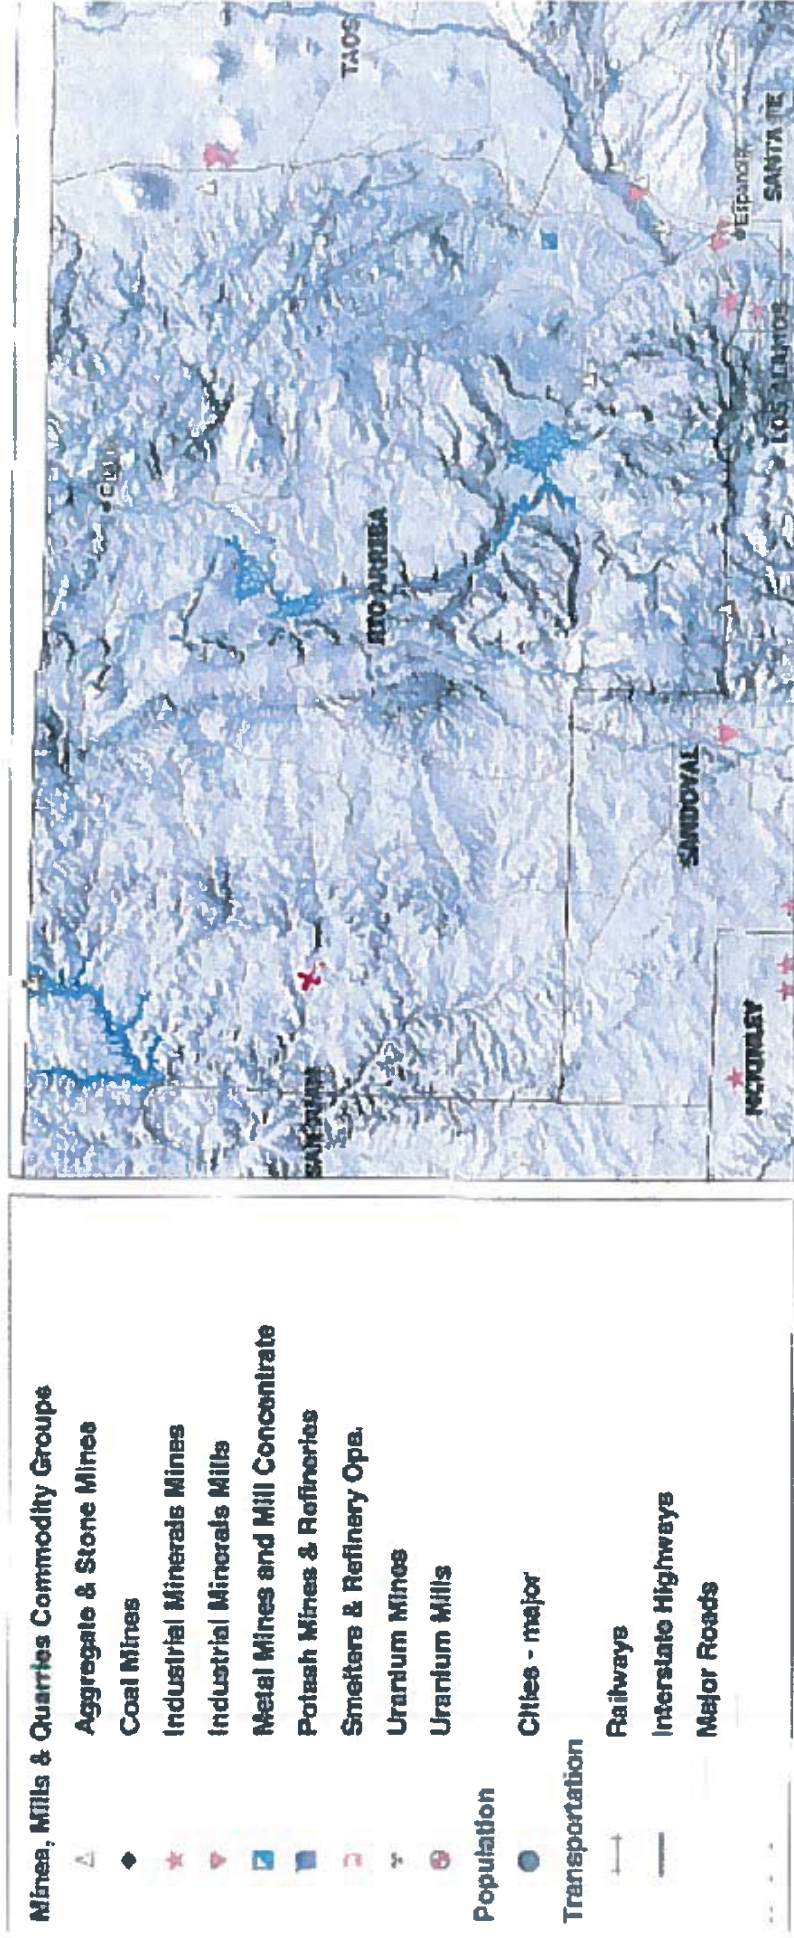 Mines, Mills & Quarries Commodity Groups
Aggregate & Stone Mines
Coal Mines
Industrial Minerals Mines
Industrial Minerals Mills
Metal Mines and Mill Concentrate
Potash Mines & Refineries
Smelters & Refinery Ops.
Uranium Mines
Uranium Mills
Population
Cities - major
Transportation
Railways
Interstate Highways
Major Roads
SAN JUAN
MCKINLEY
SANDOVAL
RIO ARRIBA
LOS ALAMOS
TAOS
SANTA FE